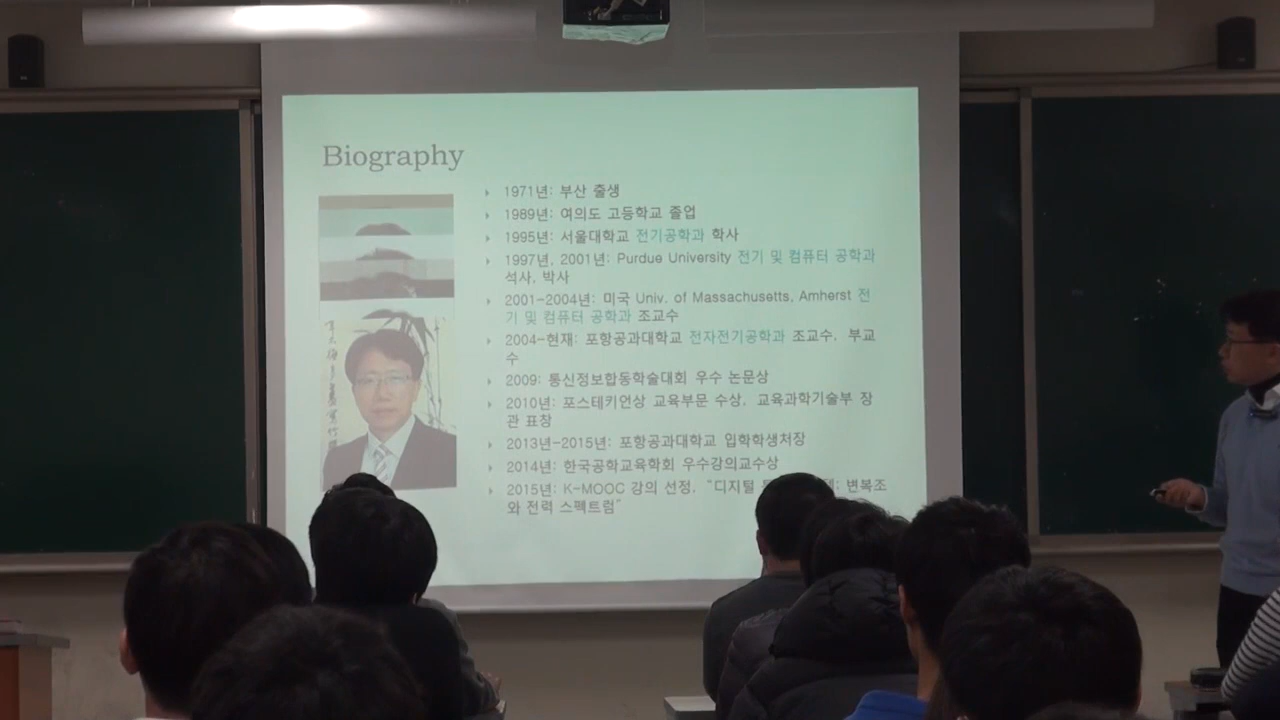 Biography
1971년: 부산 출생
1989년: 여의도 고등학교 졸업
1995년: 서울대학교 전기공학과 학사
1997년, 2001년: Purdue University 전기 및 컴퓨터 공학과
석사, 박사
2001-2004년: 미국 Univ. of Massachusetts, Amherst 전
기 및 컴퓨터 공학과 조교수
2004-현재: 포항공과대학교 전자전기공학과 조교수, 부교
수
2009: 통신정보합동학술대회 우수 논문상
2010년: 포스테키언상 교육부문 수상, 교육과학기술부 장
관 표창
2013년-2015년: 포항공과대학교 입학학생처장
2014년: 한국공학교육학회 우수강의교수상
2015년: K-MOOC 강의 선정, "디지털 변복조
와 전력 스펙트럼"